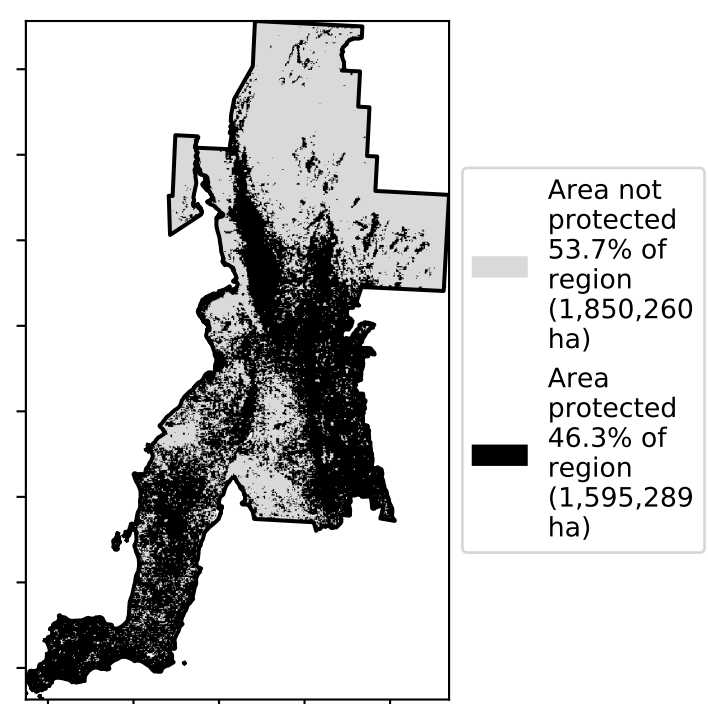 Area not
protected
53.7% of
region
(1,850,260
ha)
Area
protected
46.3% of
region
(1,595,289
ha)